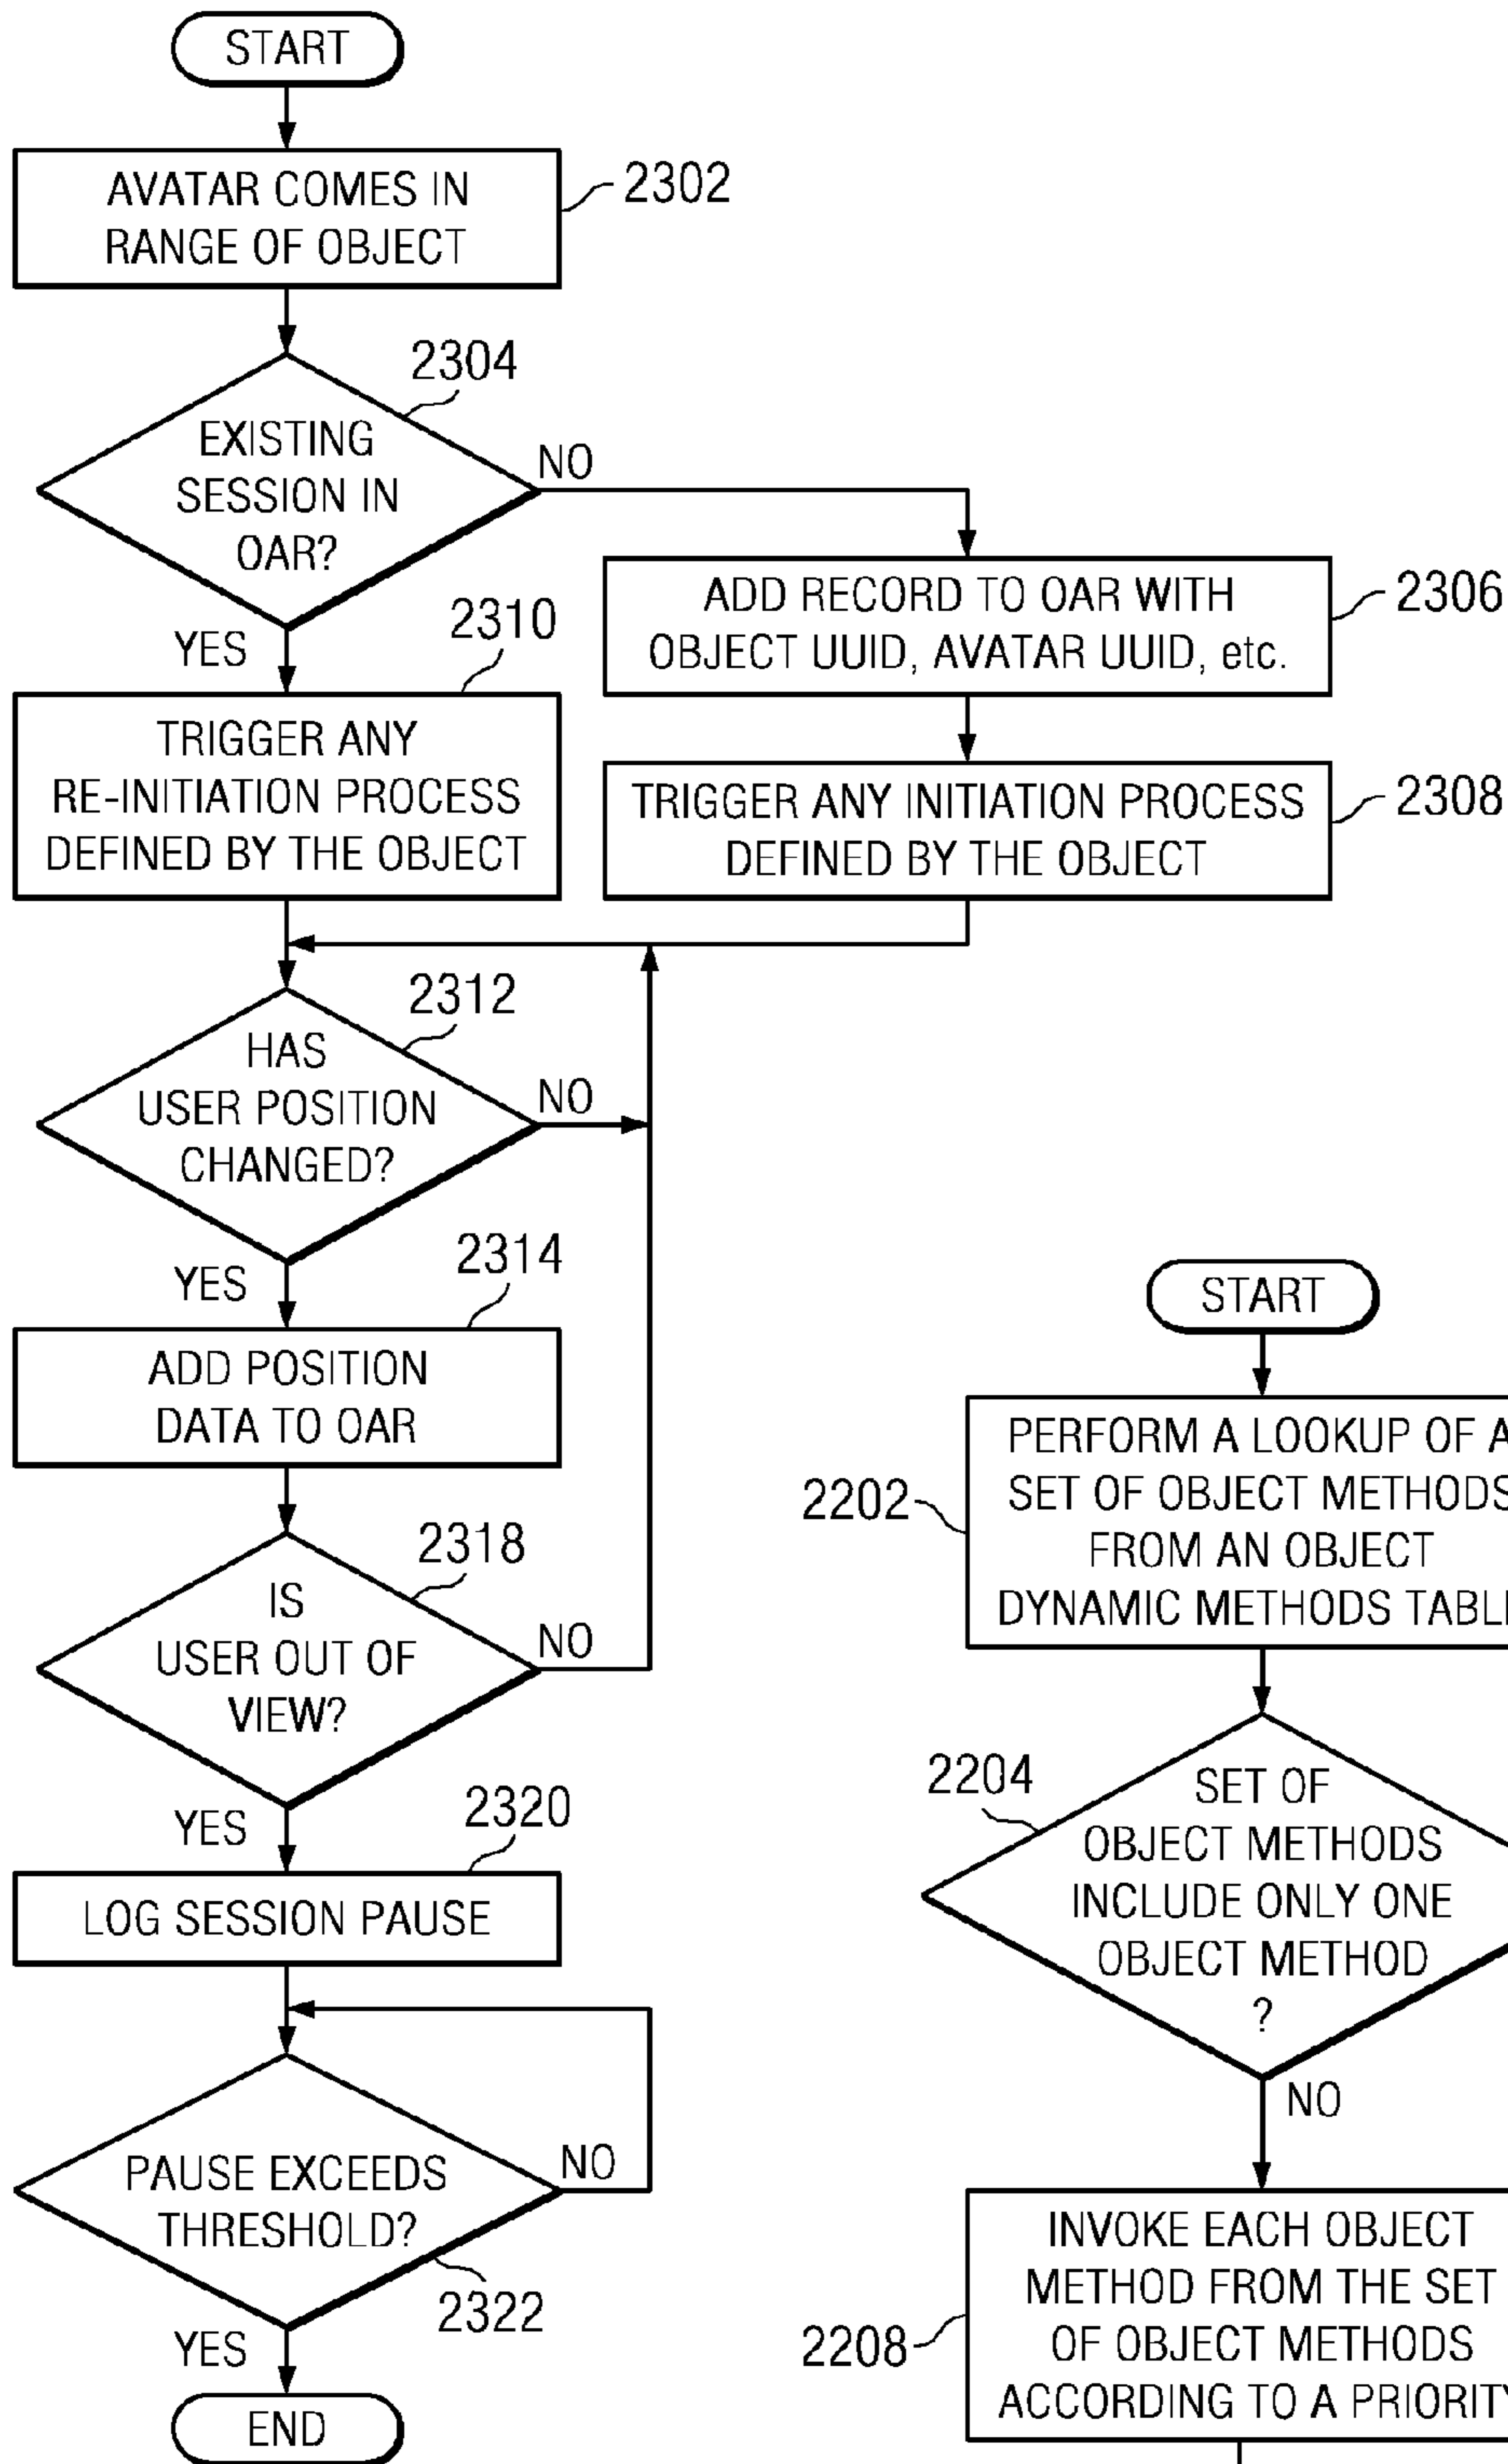 START
AVATAR COMES IN
RANGE OF OBJECT
2302
2304
EXISTING
SESSION IN
OAR?
NO
YES
ADD RECORD TO OAR WITH
OBJECT UUID, AVATAR UUID, etc.
2306
2310
TRIGGER ANY
RE-INITIATION PROCESS
DEFINED BY THE OBJECT
TRIGGER ANY INITIATION PROCESS
DEFINED BY THE OBJECT
2308
2312
HAS
USER POSITION
CHANGED?
NO
YES
2314
ADD POSITION
DATA TO OAR
2318
IS
USER OUT OF
VIEW?
NO
YES
2320
LOG SESSION PAUSE
PAUSE EXCEEDS
THRESHOLD?
NO
2322
YES
END
START
PERFORM A LOOKUP OF A
SET OF OBJECT METHODS
FROM AN OBJECT
DYNAMIC METHODS TABLE
2202
2204
SET OF
OBJECT METHODS
INCLUDE ONLY ONE
OBJECT METHOD
?
NO
INVOKE EACH OBJECT
METHOD FROM THE SET
OF OBJECT METHODS
ACCORDING TO A PRIORITY
2208